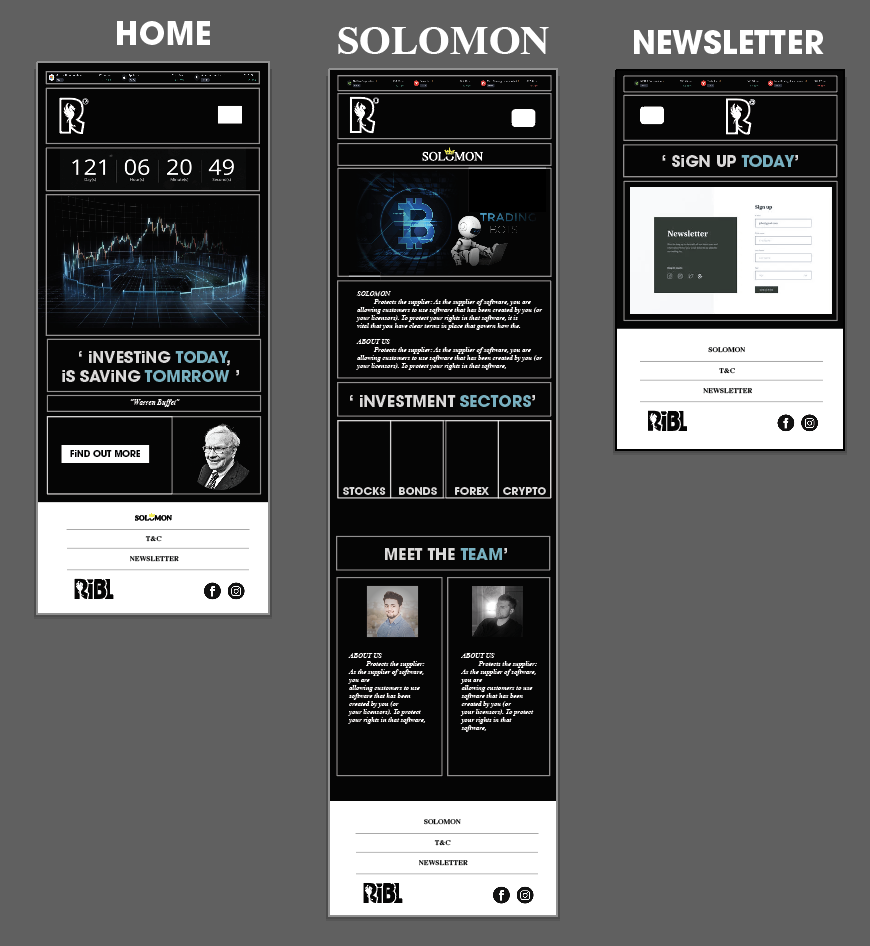 HOME
R
121 06 20 49
Day(s) Hour(s) Minute(s) Second(s)
‘ iNVESTiNG TODAY,
iS SAViNG TOMRROW ’
"Warren Buffet"
FiND OUT MORE
SOLOMON
T&C
NEWSLETTER
RiBL
SOLOMON
R
SOLOMON
TRADING
BOTS
SOLOMON
Protects the supplier: As the supplier of software, you are
allowing customers to use software that has been created by you (or
your licensors). To protect your rights in that software, it is
vital that you have clear terms in place that govern how the.
ABOUT US
Protects the supplier: As the supplier of software, you are
allowing customers to use software that has been created by you (or
your licensors). To protect your rights in that software,
‘ iNVESTMENT SECTORS’
STOCKS BONDS FOREX CRYPTO
MEET THE TEAM’
ABOUT US
Protects the supplier:
As the supplier of software,
you are
allowing customers to use
software that has been
created by you (or
your licensors). To protect
your rights in that software,
ABOUT US
Protects the supplier:
As the supplier of software,
you are
allowing customers to use
software that has been
created by you (or
your licensors). To protect
your rights in that
software,
SOLOMON
T&C
NEWSLETTER
RiBL
NEWSLETTER
R
‘ SiGN UP TODAY’
Newsletter
Sign up
SOLOMON
T&C
NEWSLETTER
RiBL